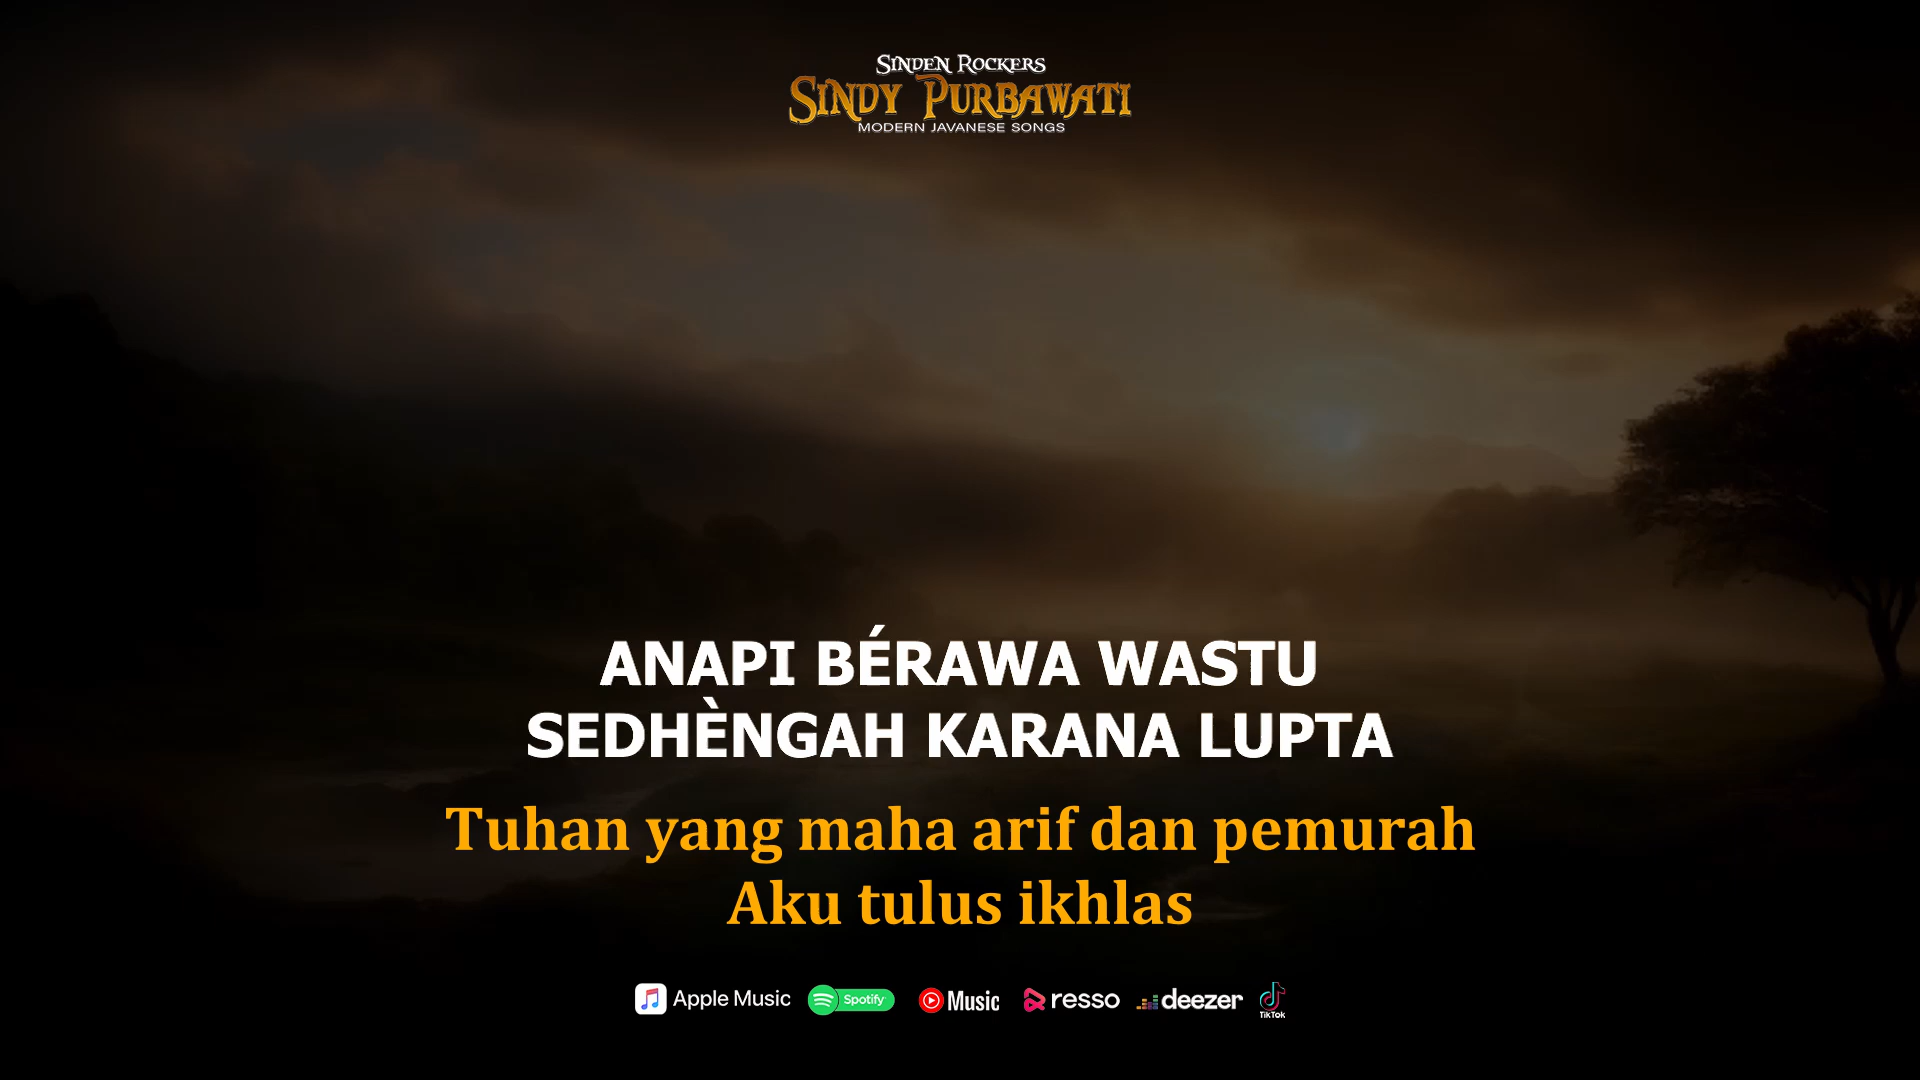 SINDEN ROCKERS
SINDY PURBAWATI
MODERN JAVANESE SONGS
ANAPI BÉRAWA WASTU
SEDHÈNGAH KARANA LUPTA
Tuhan yang maha arif dan pemurah
Aku tulus ikhlas
Apple Music Spotify Music resso deezer TikTok